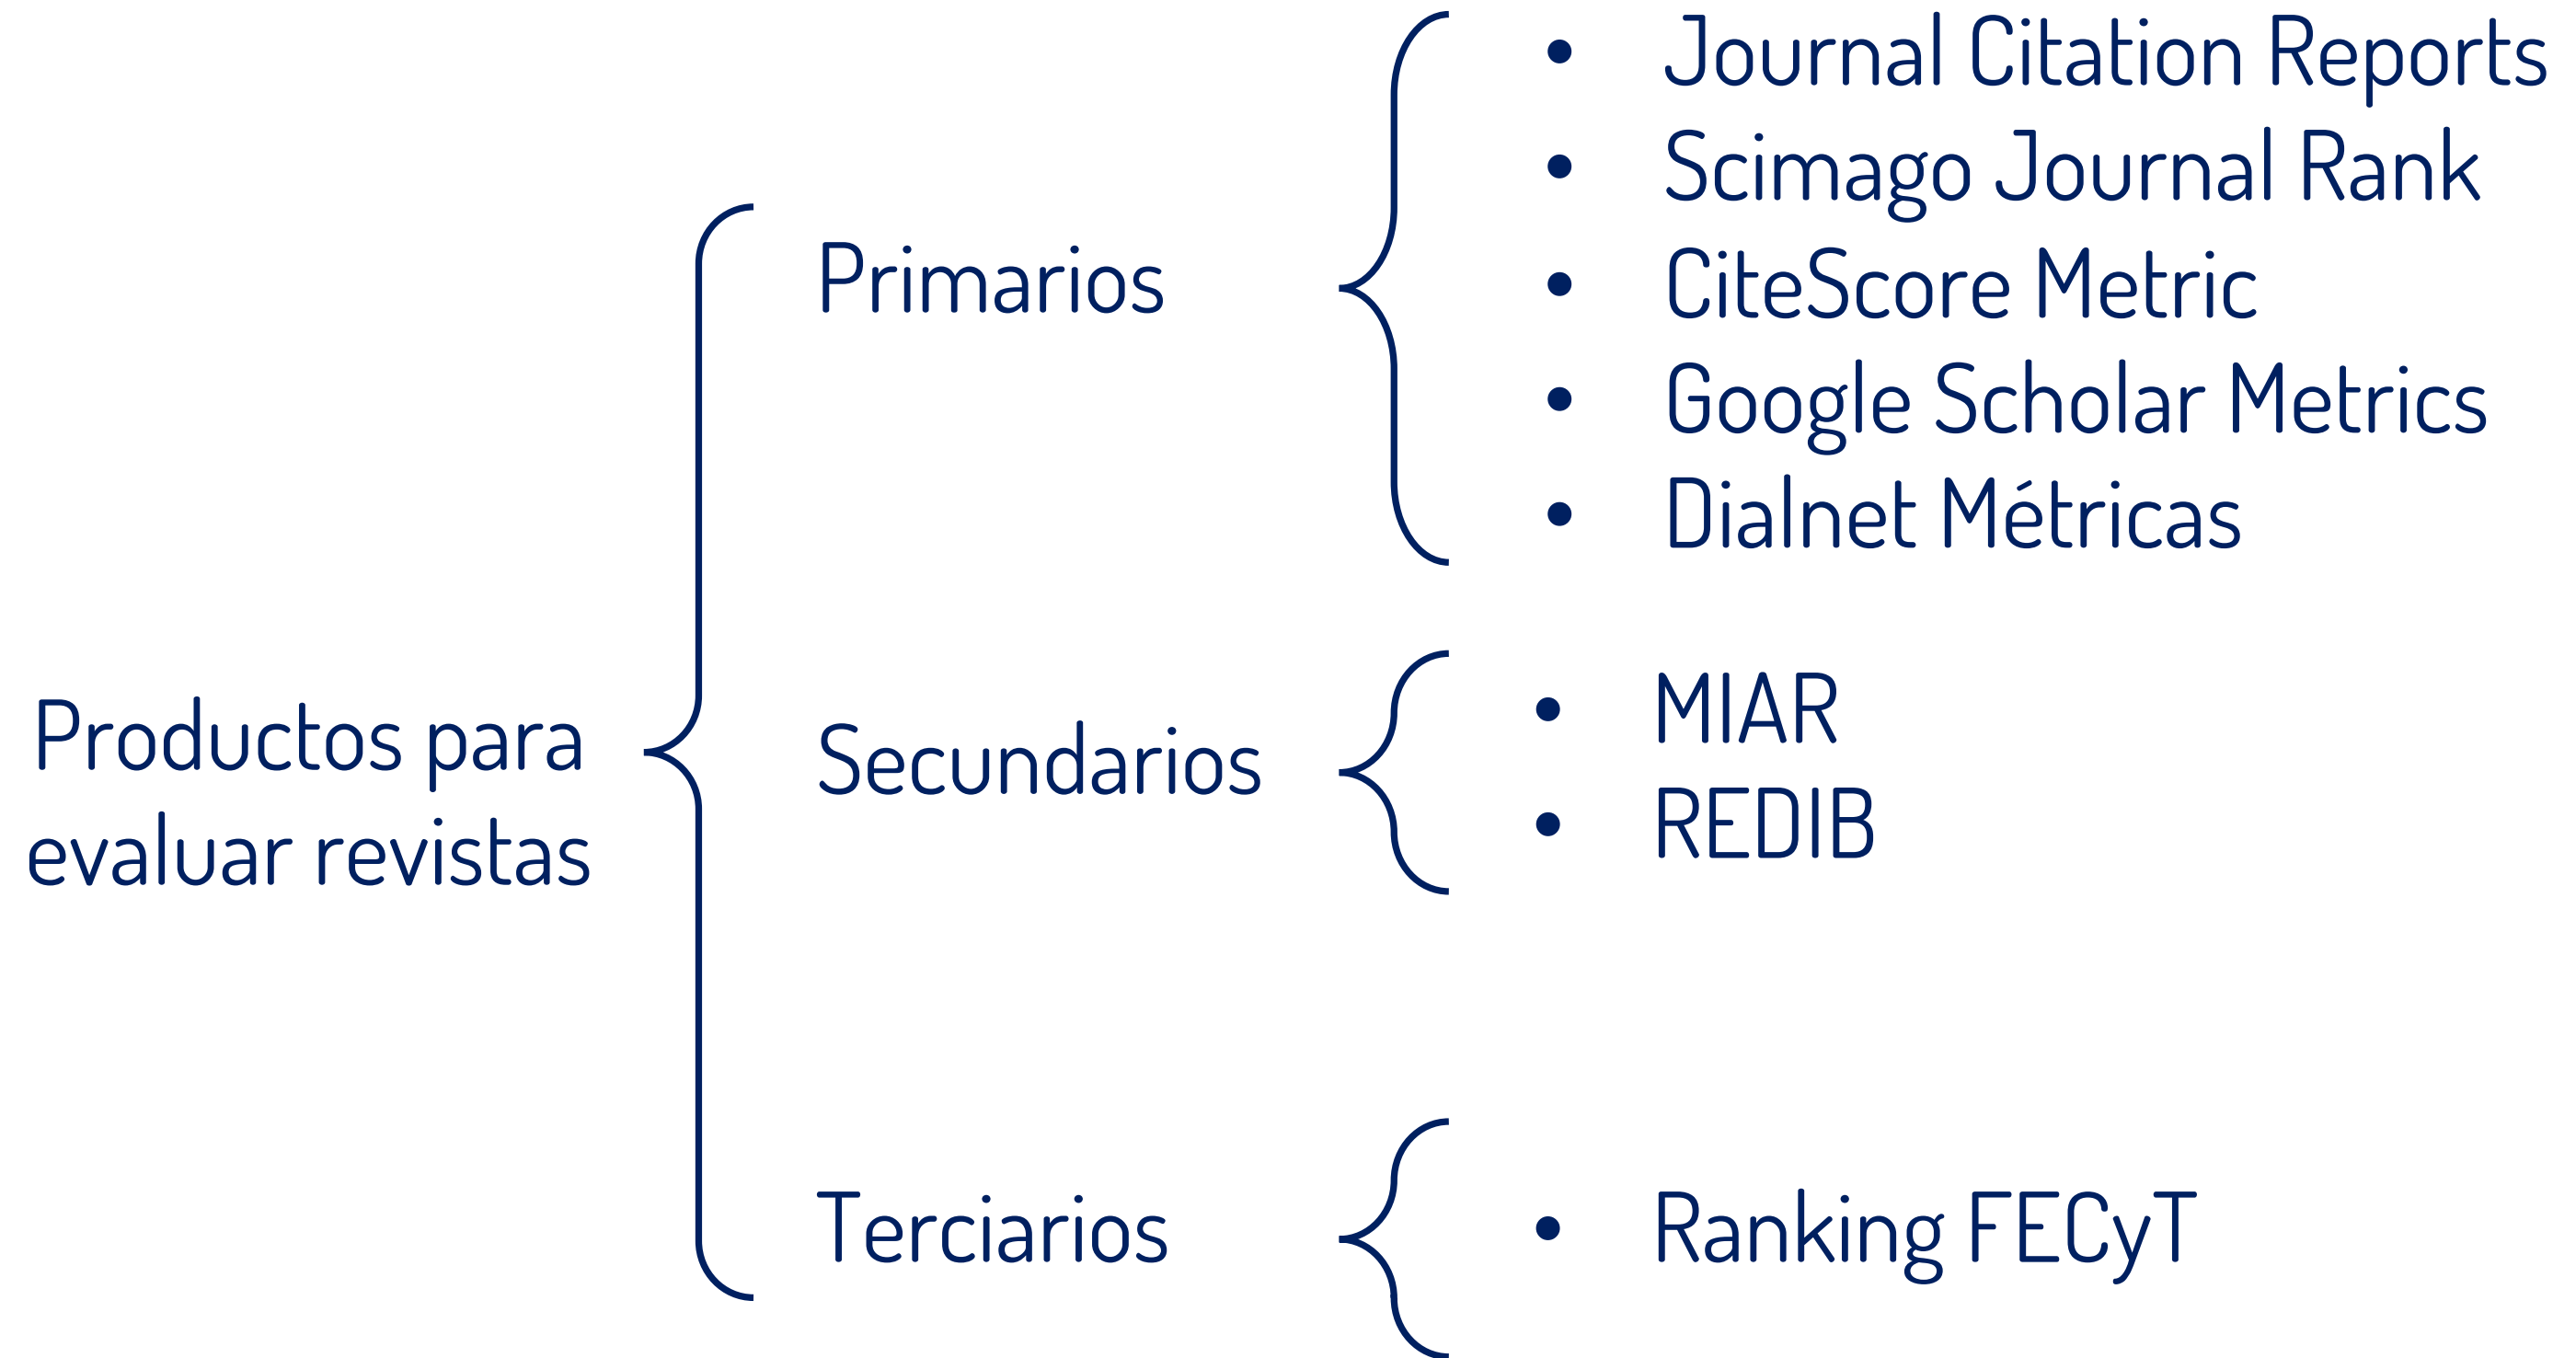 Productos para
evaluar revistas
Primarios
• Journal Citation Reports
• Scimago Journal Rank
• CiteScore Metric
• Google Scholar Metrics
• Dialnet Métricas
Secundarios
• MIAR
• REDIB
Terciarios
• Ranking FECyT